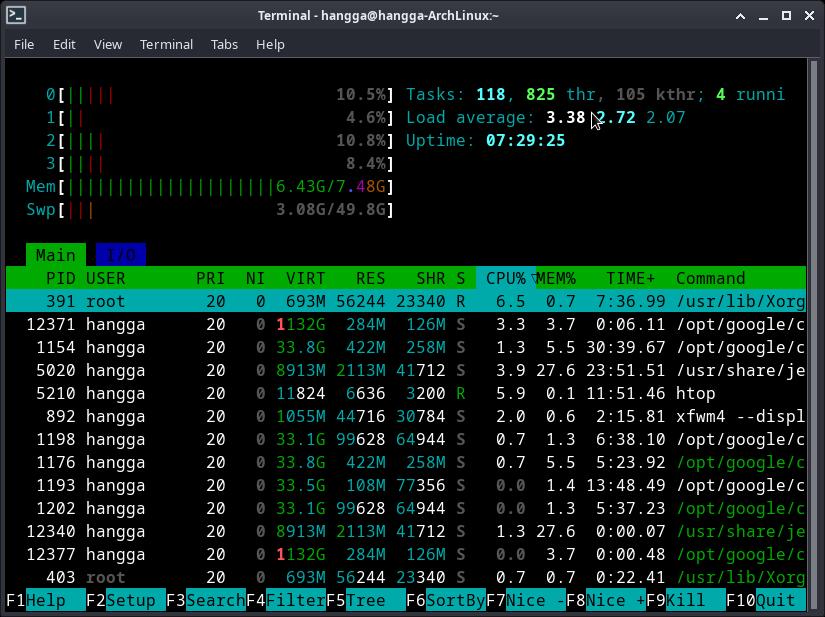 Terminal - hangga@hangga-ArchLinux:~
File Edit View Terminal Tabs Help
0[||||| 10.5%] Tasks: 118, 825 thr, 105 kthr; 4 runni
1[|| 4.6%] Load average: 3.38 2.72 2.07
2[|||| 10.8%] Uptime: 07:29:25
3[|||| 8.4%]
Mem[|||||||||||||||||||||6.43G/7.48G]
Swp[||| 3.08G/49.8G]
Main I/O
PID USER PRI NI VIRT RES SHR S CPU%▽MEM% TIME+ Command
391 root 20 0 693M 56244 23340 R 6.5 0.7 7:36.99 /usr/lib/Xorg
12371 hangga 20 0 1132G 284M 126M S 3.3 3.7 0:06.11 /opt/google/c
1154 hangga 20 0 33.8G 422M 258M S 1.3 5.5 30:39.67 /opt/google/c
5020 hangga 20 0 8913M 2113M 41712 S 3.9 27.6 23:51.51 /usr/share/je
5210 hangga 20 0 11824 6636 3200 R 5.9 0.1 11:51.46 htop
892 hangga 20 0 1055M 44716 30784 S 2.0 0.6 2:15.81 xfwm4 --displ
1198 hangga 20 0 33.1G 99628 64944 S 0.7 1.3 6:38.10 /opt/google/c
1176 hangga 20 0 33.8G 422M 258M S 0.7 5.5 5:23.92 /opt/google/c
1193 hangga 20 0 33.5G 108M 77356 S 0.0 1.4 13:48.49 /opt/google/c
1202 hangga 20 0 33.1G 99628 64944 S 0.0 1.3 5:37.23 /opt/google/c
12340 hangga 20 0 8913M 2113M 41712 S 1.3 27.6 0:00.07 /usr/share/je
12377 hangga 20 0 1132G 284M 126M S 0.0 3.7 0:00.48 /opt/google/c
403 root 20 0 693M 56244 23340 S 0.7 0.7 0:22.41 /usr/lib/Xorg
F1Help F2Setup F3SearchF4FilterF5Tree F6SortByF7Nice -F8Nice +F9Kill F10Quit